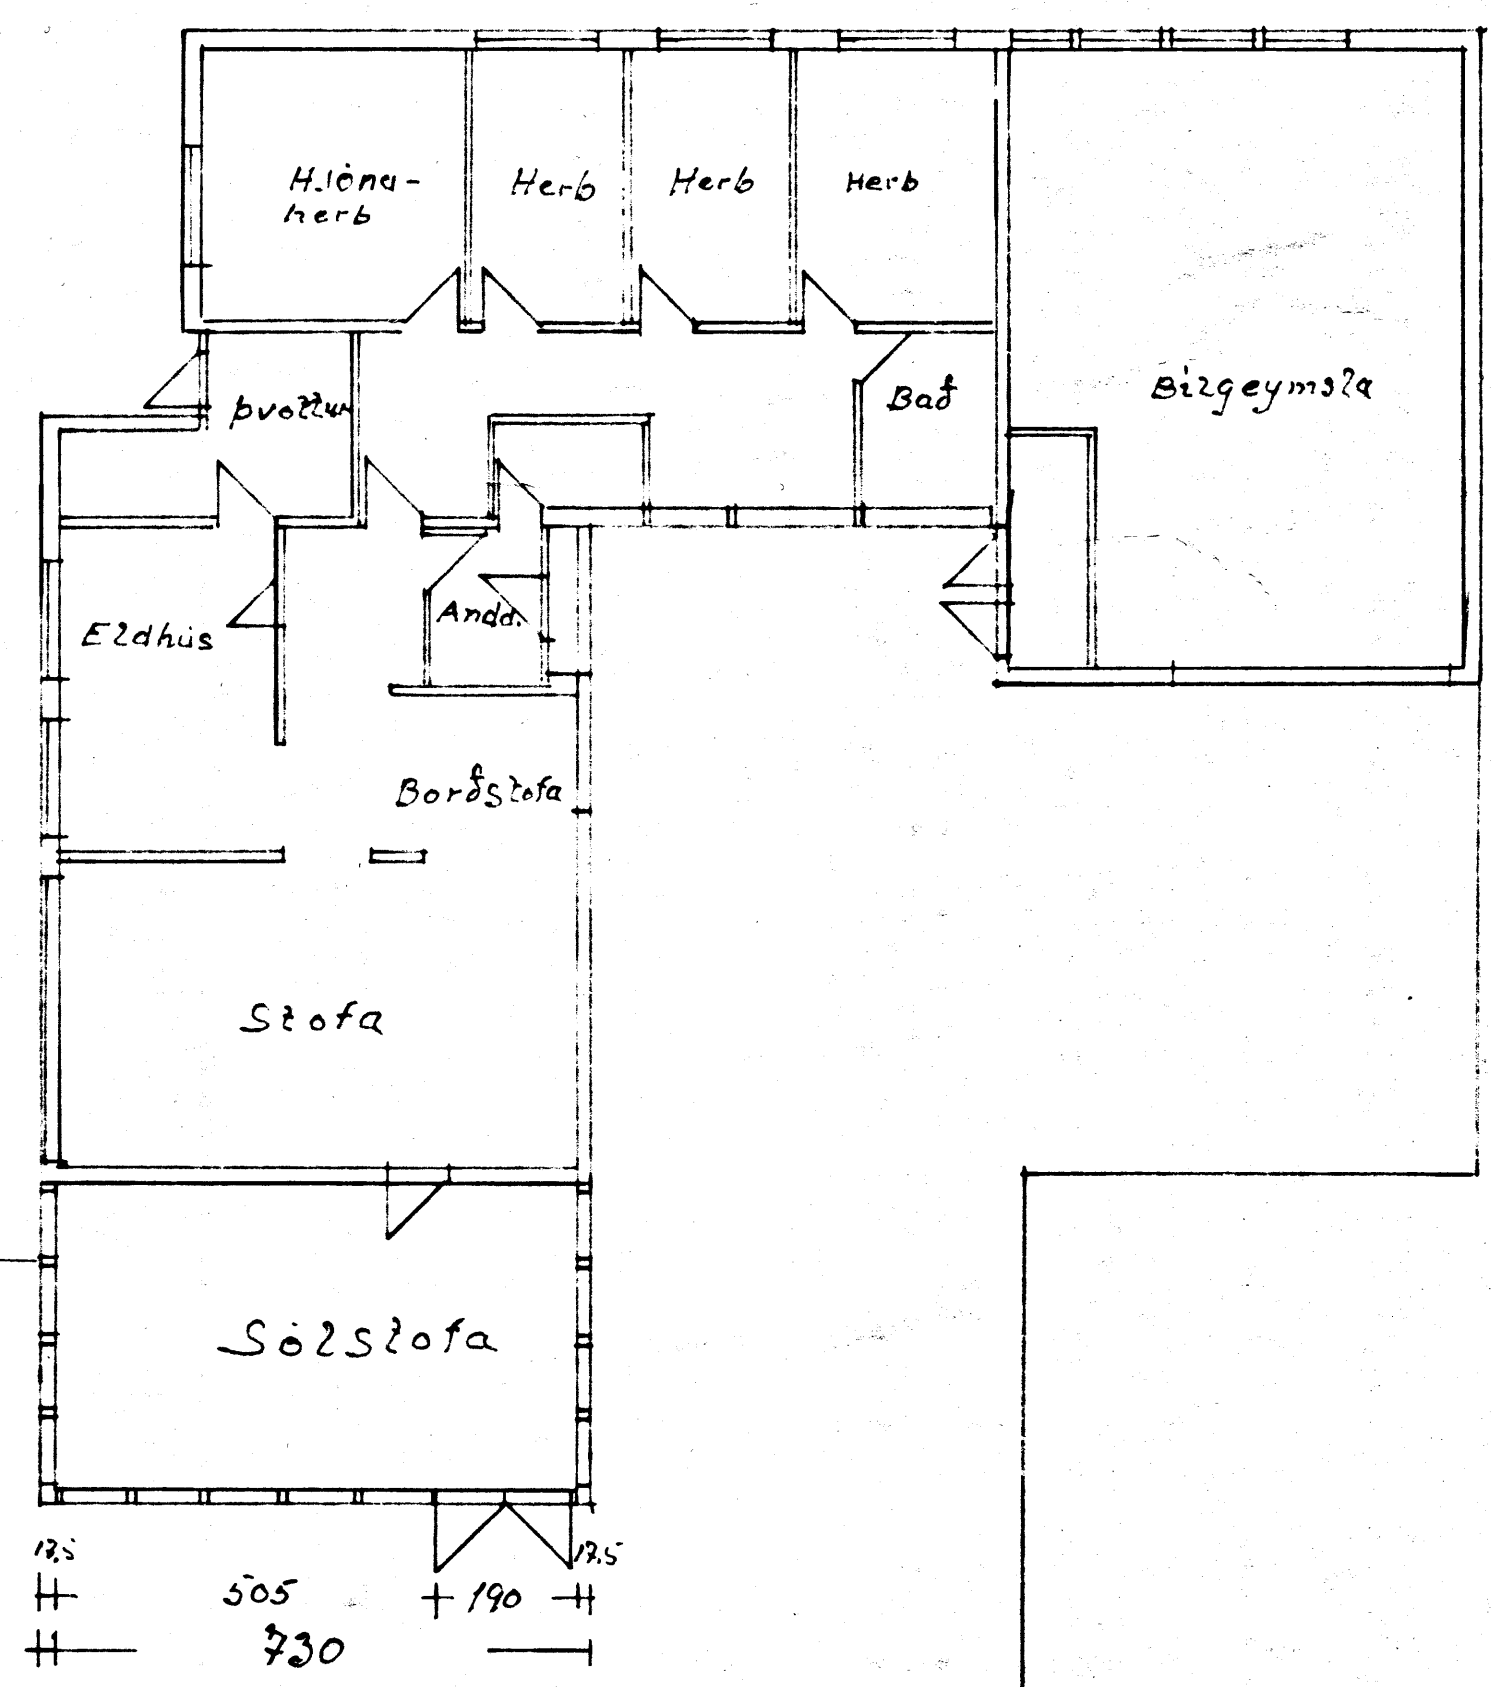 Hjóna-
herb
Herb
Herb
Herb
Þvottur
Bað
Bílgeymsla
Eldhús
Andd.
Borðstofa
Stofa
Sólstofa
17,5
17,5
505
190
730